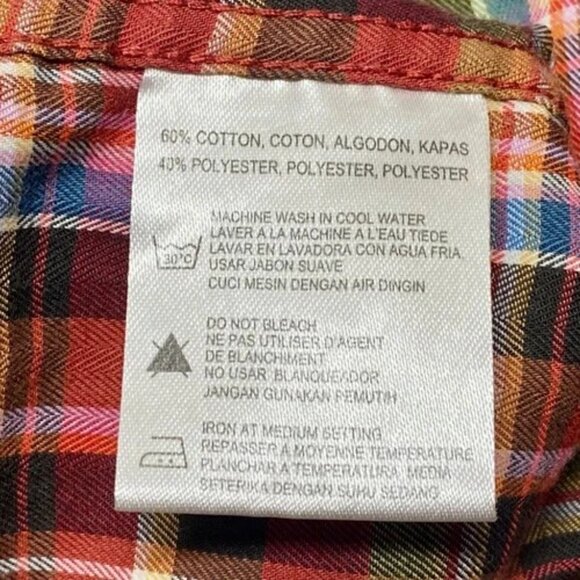 60% COTTON, COTON, ALGODON, KAPAS
40% POLYESTER, POLYESTER, POLYESTER
MACHINE WASH IN COOL WATER
LAVER A LA MACHINE A L'EAU TIEDE
LAVAR EN LAVADORA CON AGUA FRIA.
USAR JABON SUAVE
CUCI MESIN DENGAN AIR DINGIN
30°C
DO NOT BLEACH
NE PAS UTILISER D'AGENT
DE BLANCHIMENT
NO USAR BLANQUEADOR
JANGAN GUNAKAN PEMUTIH
IRON AT MEDIUM SETTING
REPASSER A MOYENNE TEMPERATURE
PLANCHAR A TEMPERATURA MEDIA
SETERIKA DENGAN SUHU SEDANG